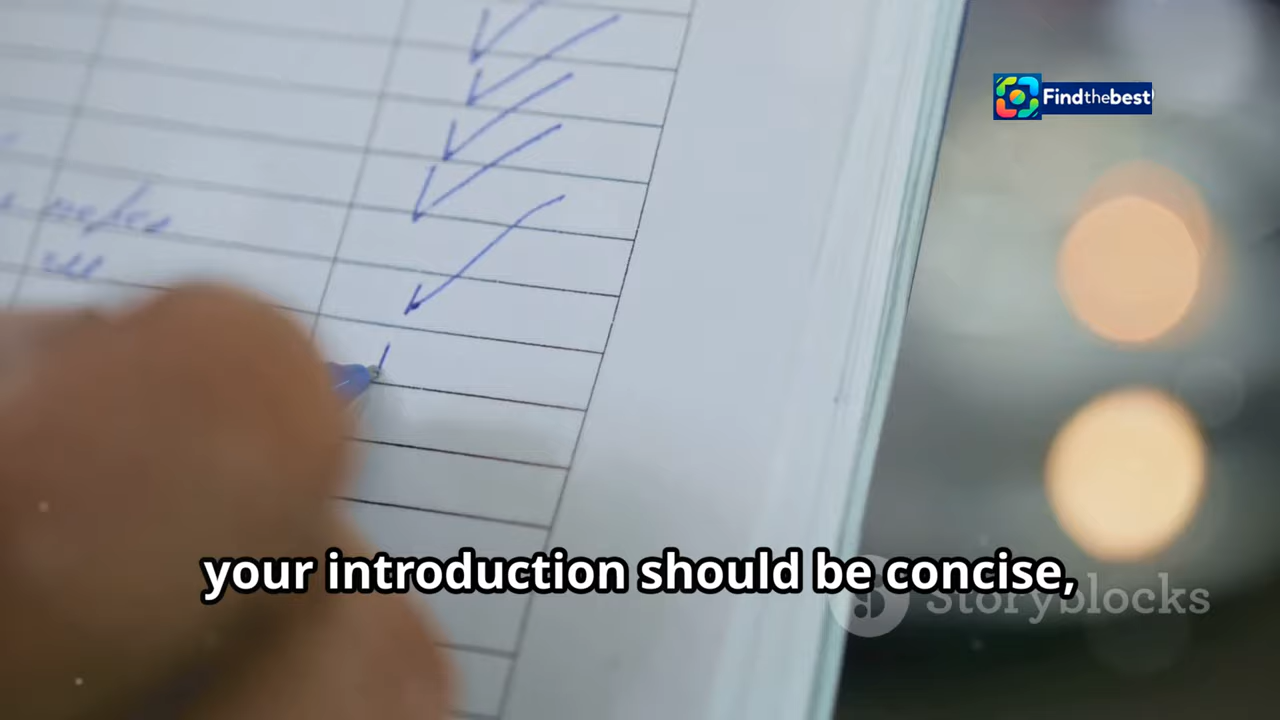 Findthebest
your introduction should be concise,
Storyblocks